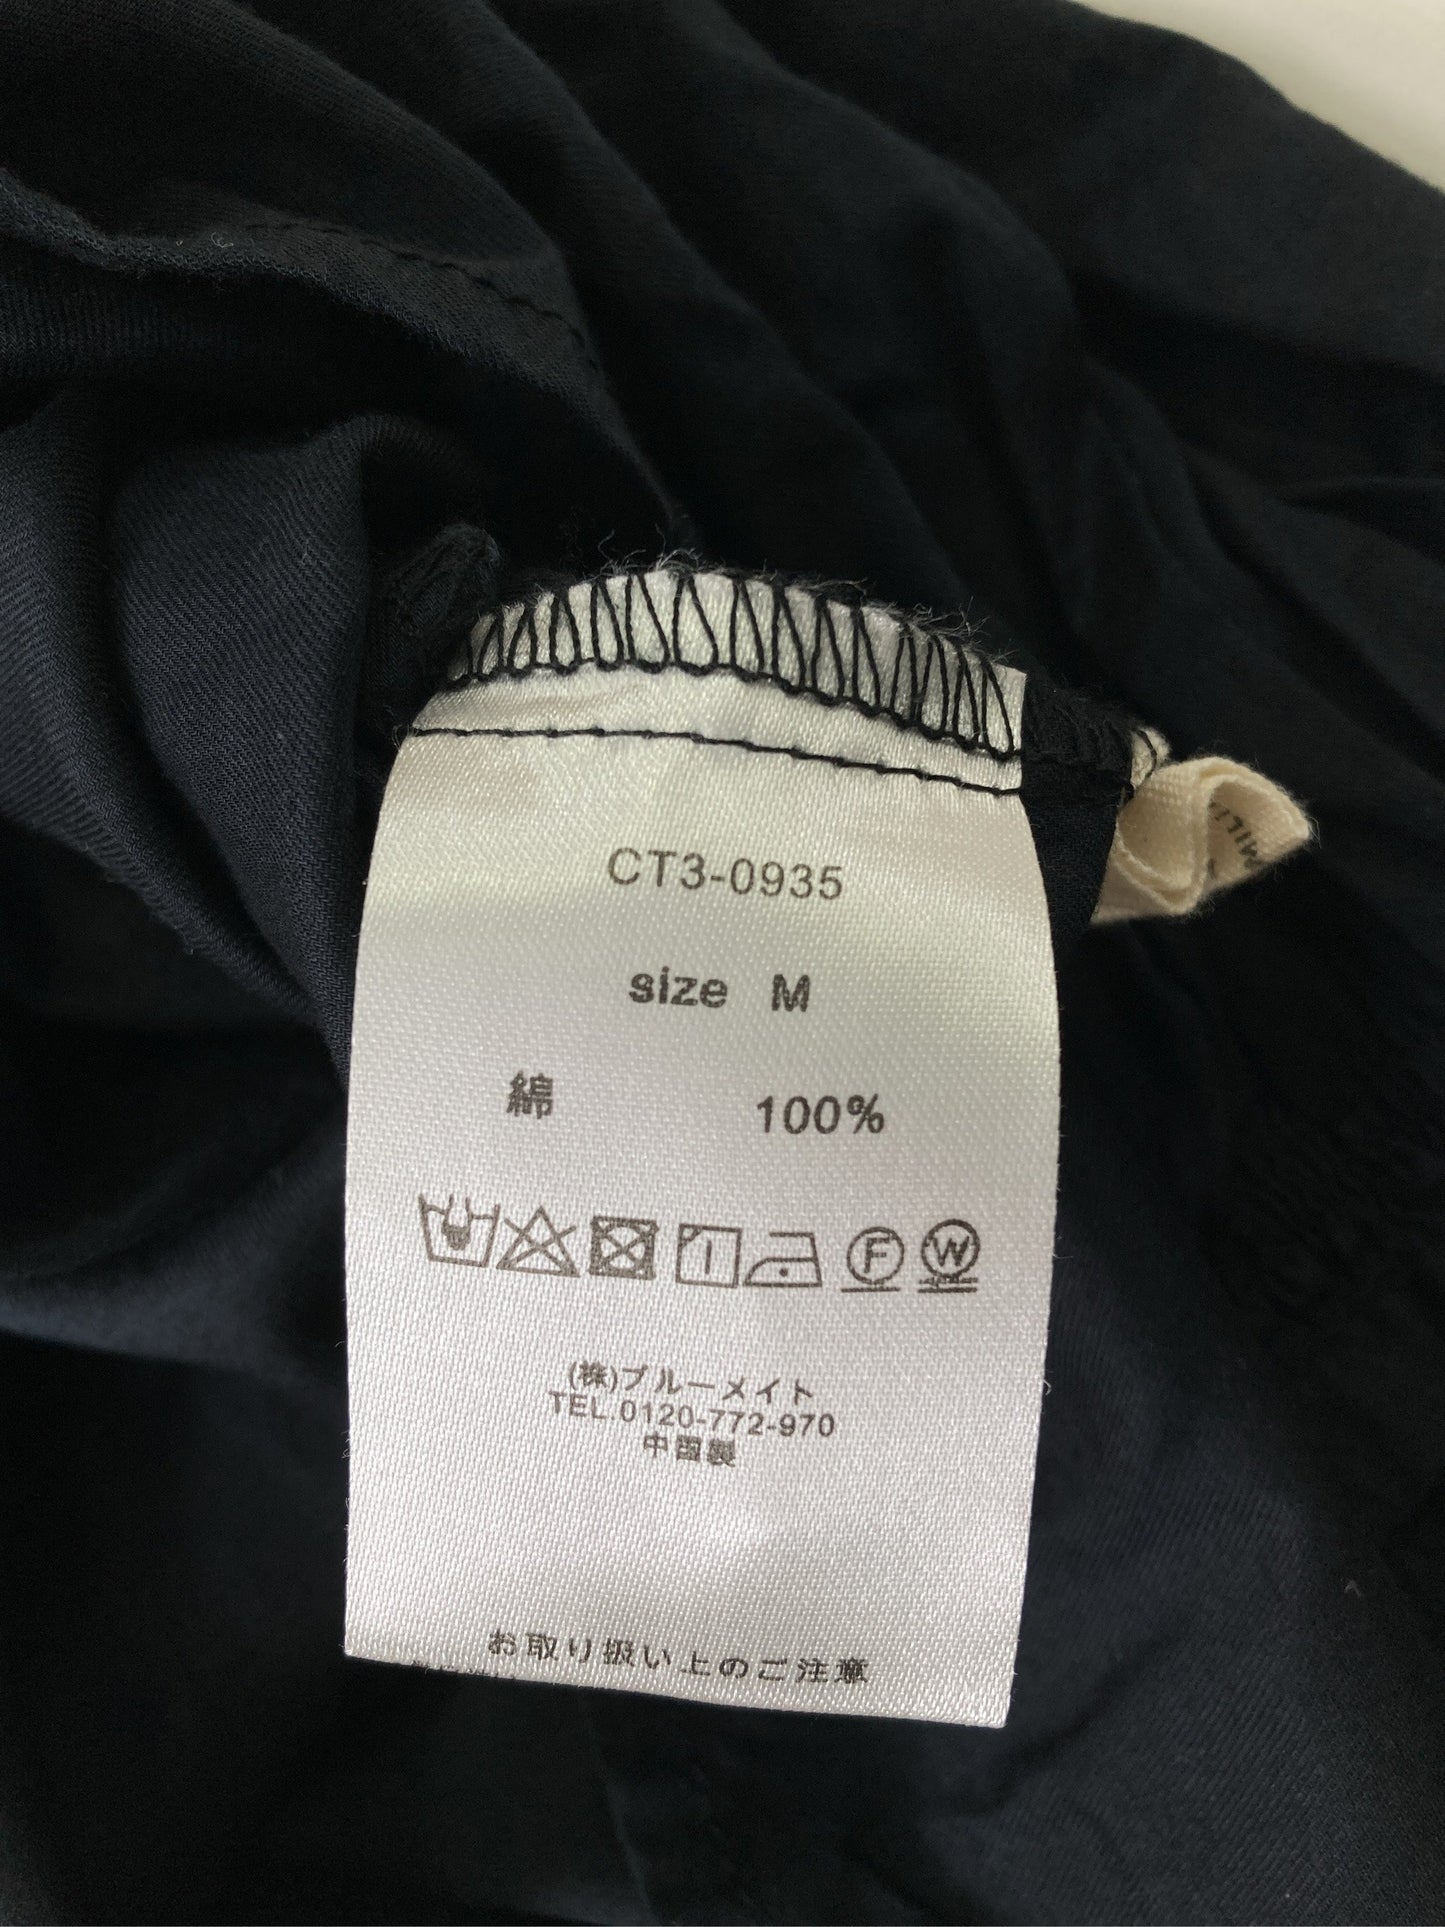 CT3-0935
size M
綿 100%
F W
(株)ブルーメイト
TEL.0120-772-970
中国製
お取り扱い上のご注意